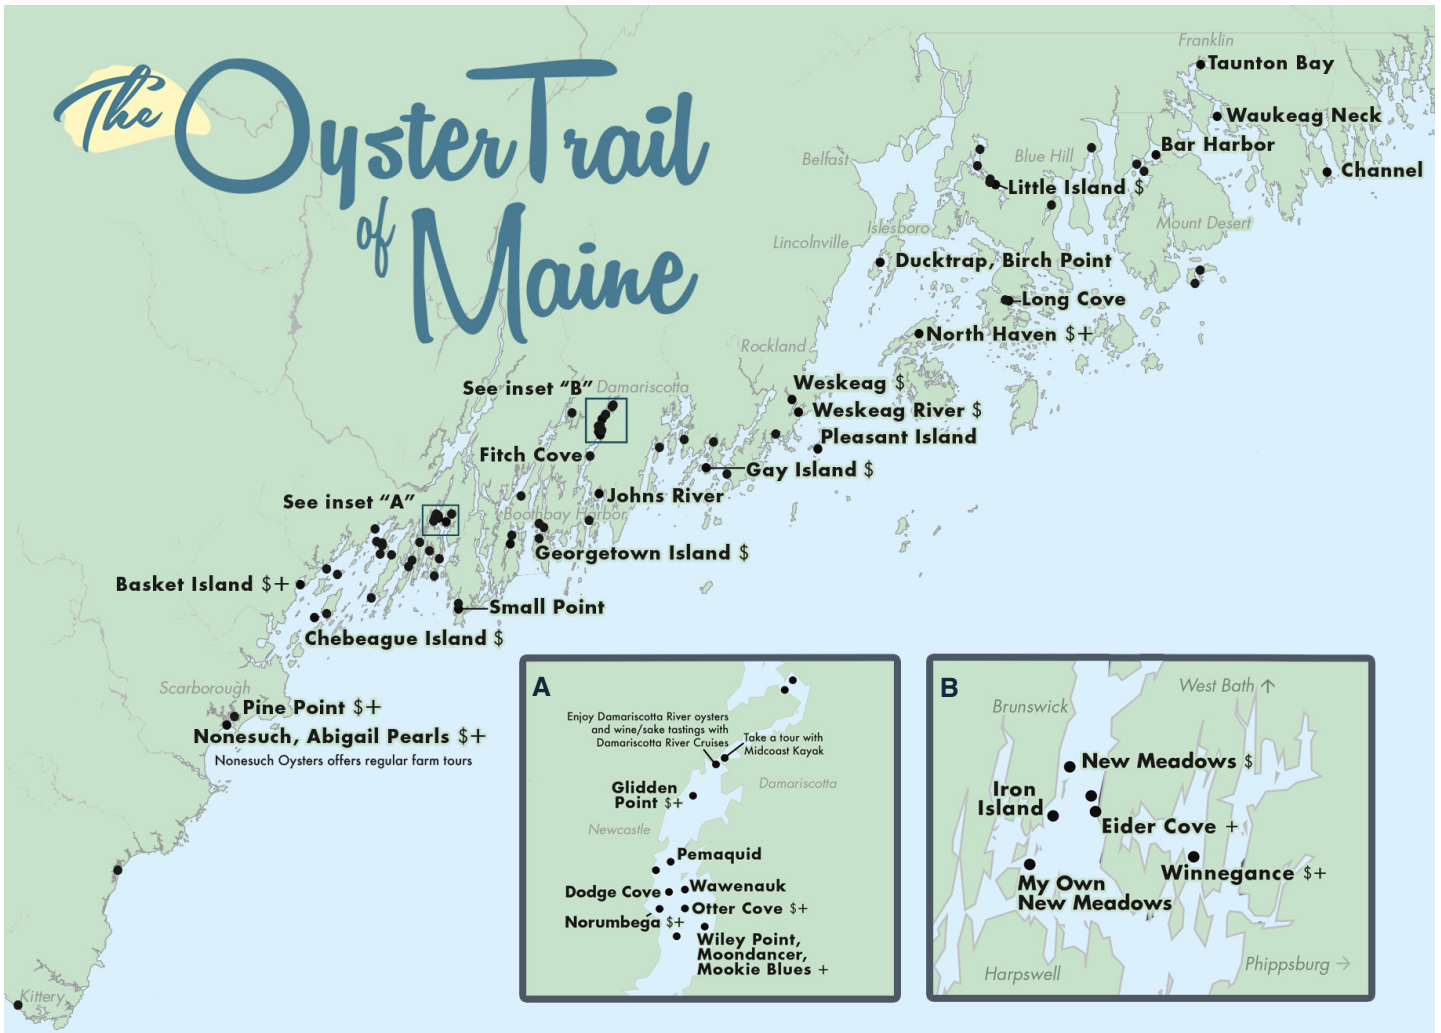 The Oyster Trail
of
Maine
Franklin
Taunton Bay
Waukeag Neck
Bar Harbor
Channel
Belfast
Blue Hill
Little Island $
Islesboro
Mount Desert
Lincolnville
Ducktrap, Birch Point
Long Cove
North Haven $+
Rockland
Weskeag $
See inset “B”
Damariscotta
Weskeag River $
Pleasant Island
Fitch Cove
Gay Island $
See inset “A”
Johns River
Boothbay Harbor
Georgetown Island $
Basket Island $+
Small Point
Chebeague Island $
Scarborough
Pine Point $+
Nonesuch, Abigail Pearls $+
Nonesuch Oysters offers regular farm tours
Kittery
A
Enjoy Damariscotta River oysters
and wine/sake tastings with
Damariscotta River Cruises
Take a tour with
Midcoast Kayak
Damariscotta
Glidden
Point $+
Newcastle
Pemaquid
Dodge Cove
Wawenauk
Norumbega $+
Otter Cove $+
Wiley Point,
Moondancer,
Mookie Blues +
B
West Bath ↑
Brunswick
New Meadows $
Iron
Island
Eider Cove +
Winnegance $+
My Own
New Meadows
Harpswell
Phippsburg →